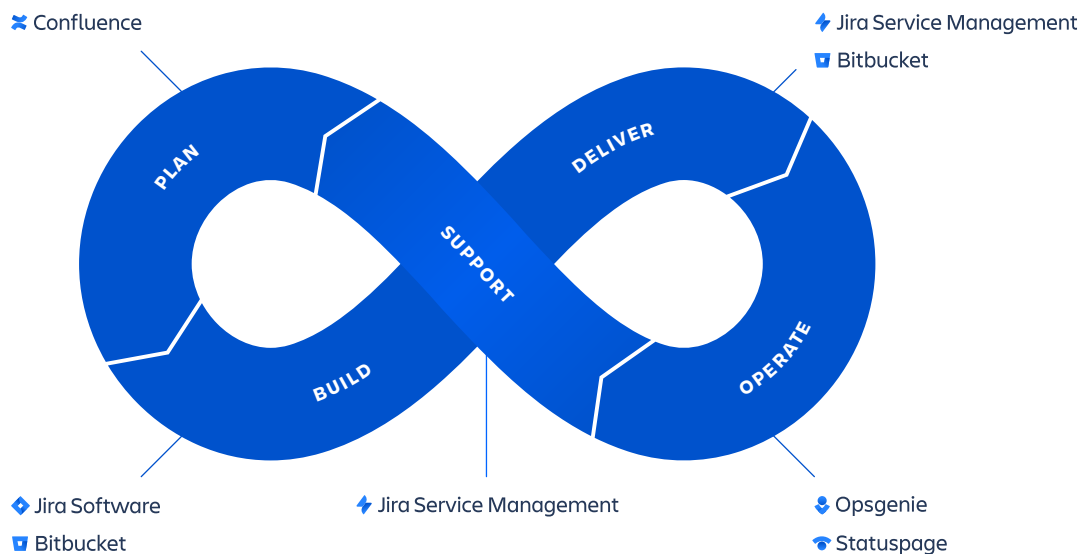 Confluence
Jira Service Management
Bitbucket
PLAN
DELIVER
SUPPORT
BUILD
OPERATE
Jira Software
Bitbucket
Jira Service Management
Opsgenie
Statuspage